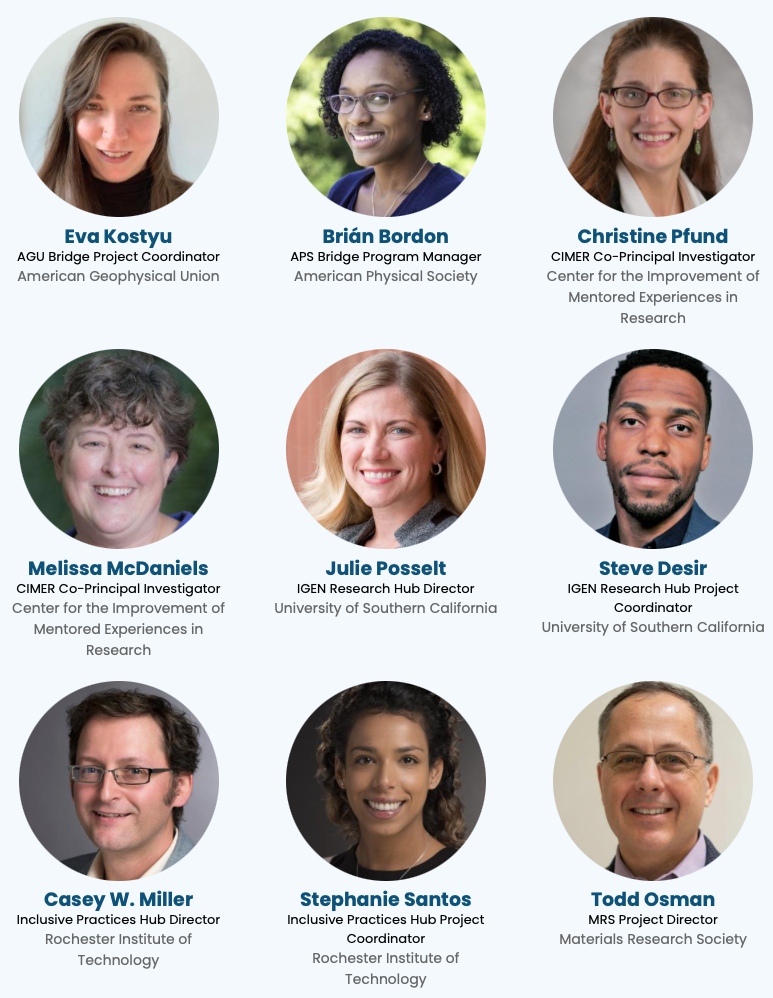 Eva Kostyu
AGU Bridge Project Coordinator
American Geophysical Union
Brián Bordon
APS Bridge Program Manager
American Physical Society
Christine Pfund
CIMER Co-Principal Investigator
Center for the Improvement of
Mentored Experiences in
Research
Melissa McDaniels
CIMER Co-Principal Investigator
Center for the Improvement of
Mentored Experiences in
Research
Julie Posselt
IGEN Research Hub Director
University of Southern California
Steve Desir
IGEN Research Hub Project
Coordinator
University of Southern California
Casey W. Miller
Inclusive Practices Hub Director
Rochester Institute of
Technology
Stephanie Santos
Inclusive Practices Hub Project
Coordinator
Rochester Institute of
Technology
Todd Osman
MRS Project Director
Materials Research Society